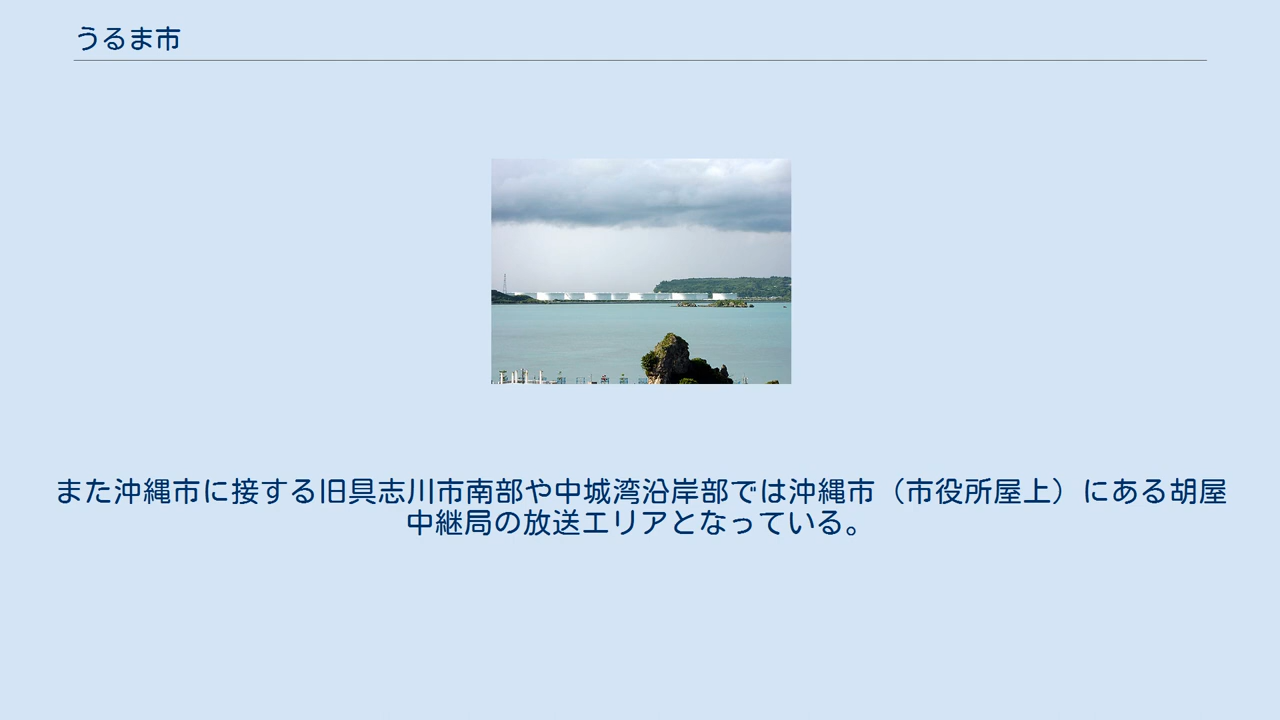 うるま市
また沖縄市に接する旧具志川市南部や中城湾沿岸部では沖縄市（市役所屋上）にある胡屋
中継局の放送エリアとなっている。